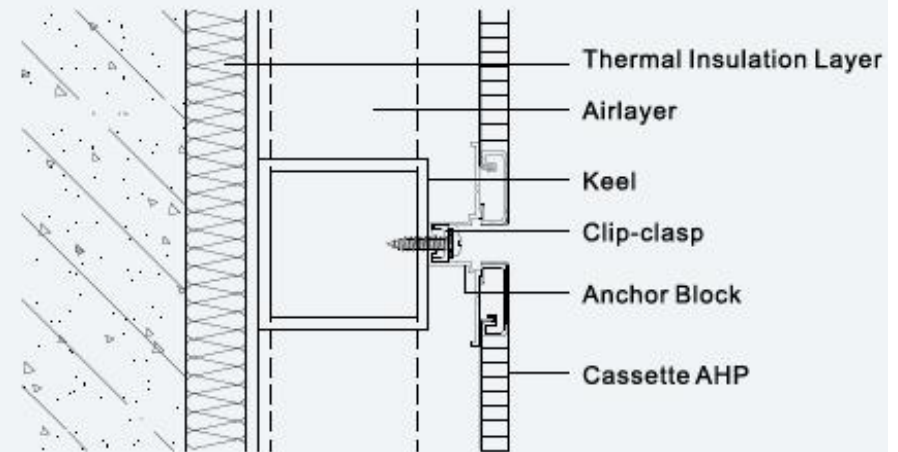 Thermal Insulation Layer
Airlayer
Keel
Clip-clasp
Anchor Block
Cassette AHP